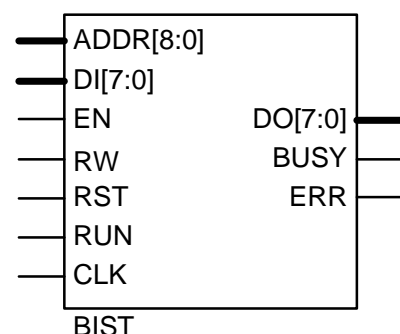 ADDR[8:0]
DI[7:0]
EN
DO[7:0]
RW
BUSY
RST
ERR
RUN
CLK
BIST